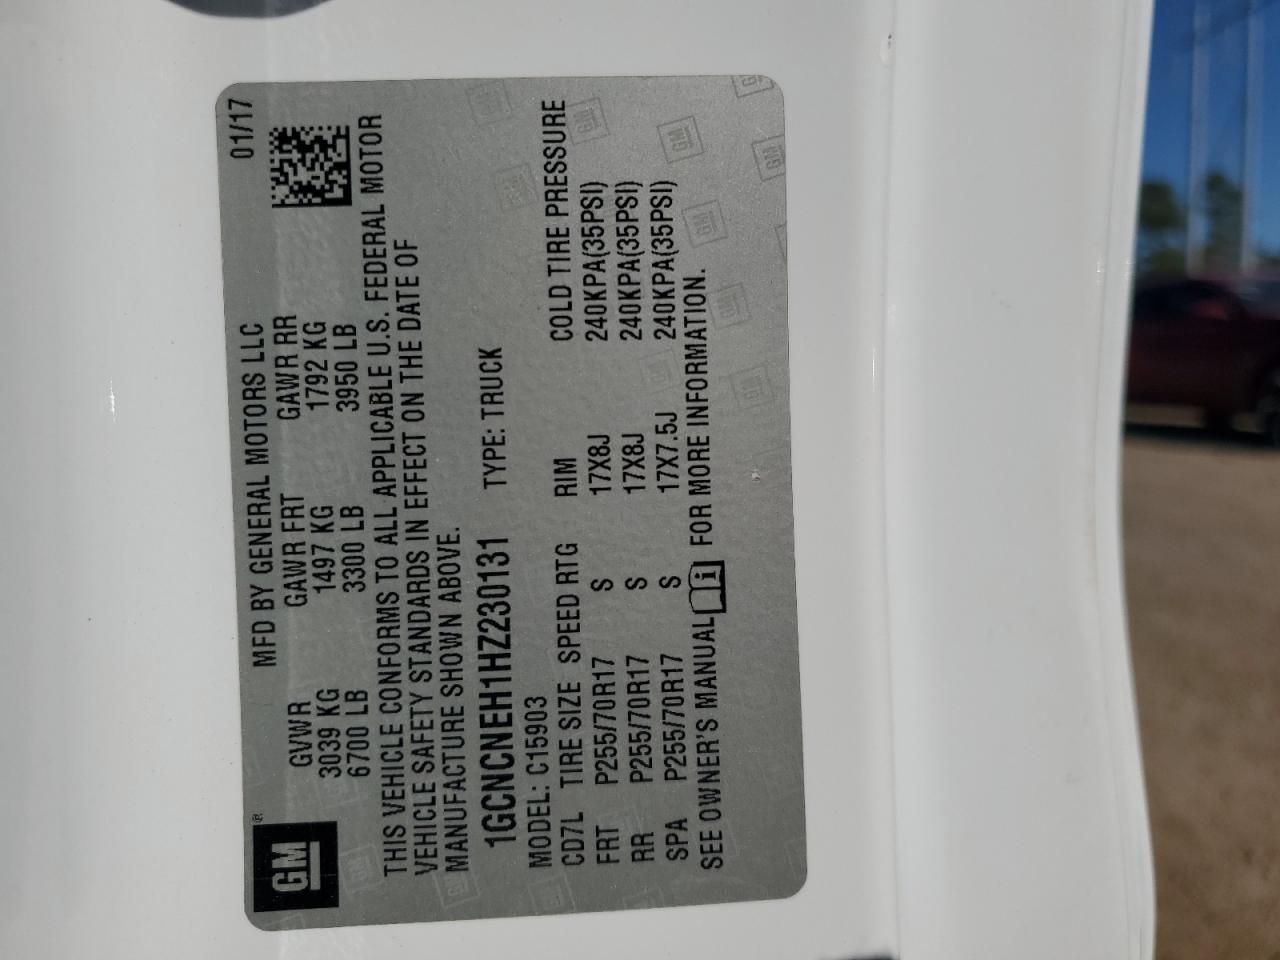 GM ®
MFD BY GENERAL MOTORS LLC 01/17
GVWR GAWR FRT GAWR RR
3039 KG 1497 KG 1792 KG
6700 LB 3300 LB 3950 LB
THIS VEHICLE CONFORMS TO ALL APPLICABLE U.S. FEDERAL MOTOR
VEHICLE SAFETY STANDARDS IN EFFECT ON THE DATE OF
MANUFACTURE SHOWN ABOVE.
1GCNCNEH1HZ230131 TYPE: TRUCK
MODEL: C15903
CD7L TIRE SIZE SPEED RTG RIM COLD TIRE PRESSURE
FRT P255/70R17 S 17X8J 240KPA(35PSI)
RR P255/70R17 S 17X8J 240KPA(35PSI)
SPA P255/70R17 S 17X7.5J 240KPA(35PSI)
SEE OWNER'S MANUAL i FOR MORE INFORMATION.